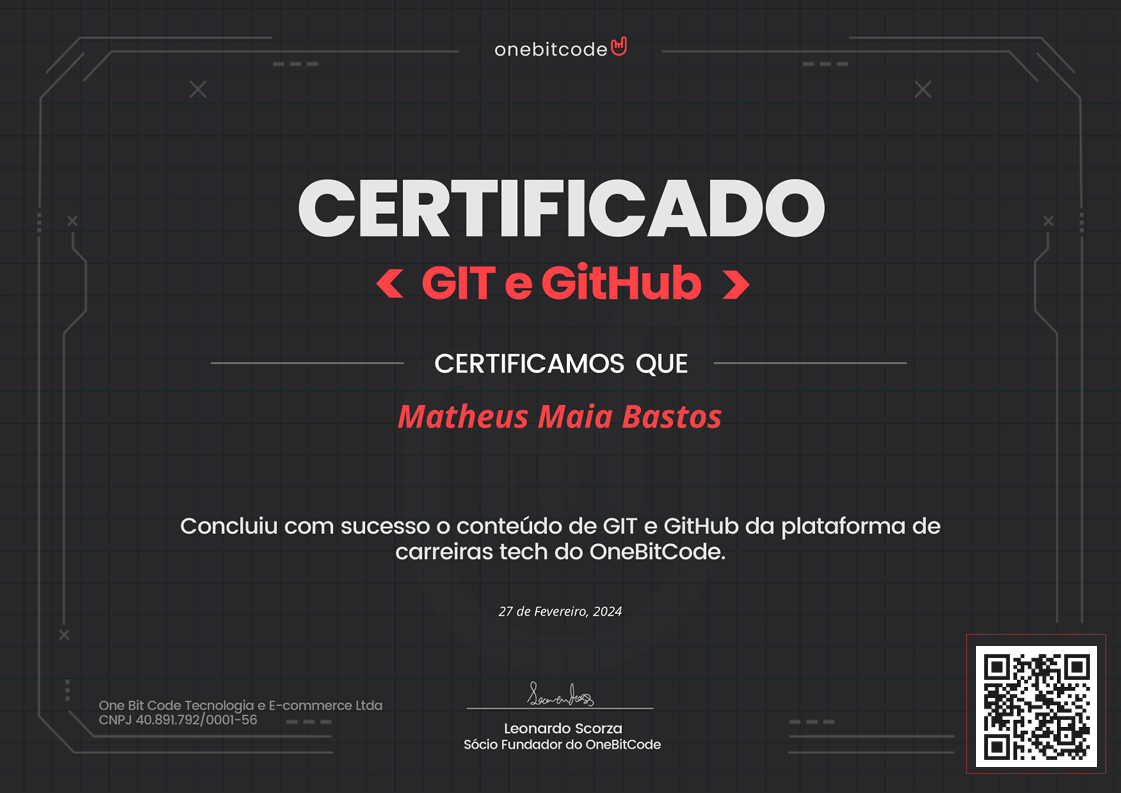 onebitcode
CERTIFICADO
< GIT e GitHub >
CERTIFICAMOS QUE
Matheus Maia Bastos
Concluiu com sucesso o conteúdo de GIT e GitHub da plataforma de
carreiras tech do OneBitCode.
27 de Fevereiro, 2024
One Bit Code Tecnologia e E-commerce Ltda
CNPJ 40.891.792/0001-56
Leonardo Scorza
Sócio Fundador do OneBitCode